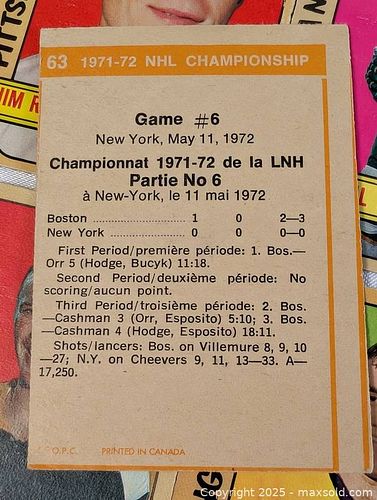 63 1971-72 NHL CHAMPIONSHIP
Game #6
New York, May 11, 1972
Championnat 1971-72 de la LNH
Partie No 6
à New-York, le 11 mai 1972
Boston ........................ 1 0 2—3
New York ........................ 0 0 0—0
First Period/première période: 1. Bos.—
Orr 5 (Hodge, Bucyk) 11:18.
Second Period/deuxième période: No
scoring/aucun point.
Third Period/troisième période: 2. Bos.
—Cashman 3 (Orr, Esposito) 5:10; 3. Bos.
—Cashman 4 (Hodge, Esposito) 18:11.
Shots/lancers: Bos. on Villemure 8, 9, 10
—27; N.Y. on Cheevers 9, 11, 13—33. A—
17,250.
O.P.C. PRINTED IN CANADA
Copyright 2025 - maxsold.com